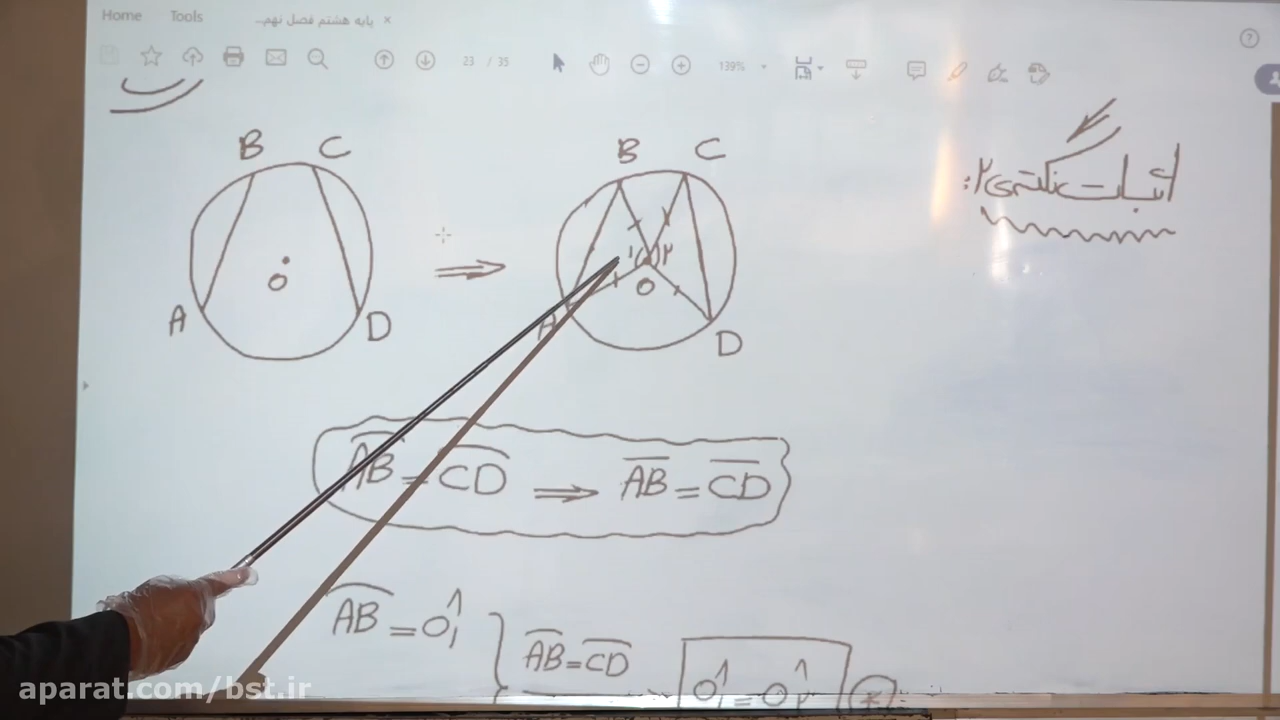 Home Tools پایه هشتم فصل نهم... ×
23 / 35 139%
اثبات نکته‌ی ۲:
B C B C
۱ ۲
O O
A D A D
AB = CD ⇒ AB = CD
AB = O₁^
AB = CD O₁^ = O₂^ *
aparat.com/bst.ir